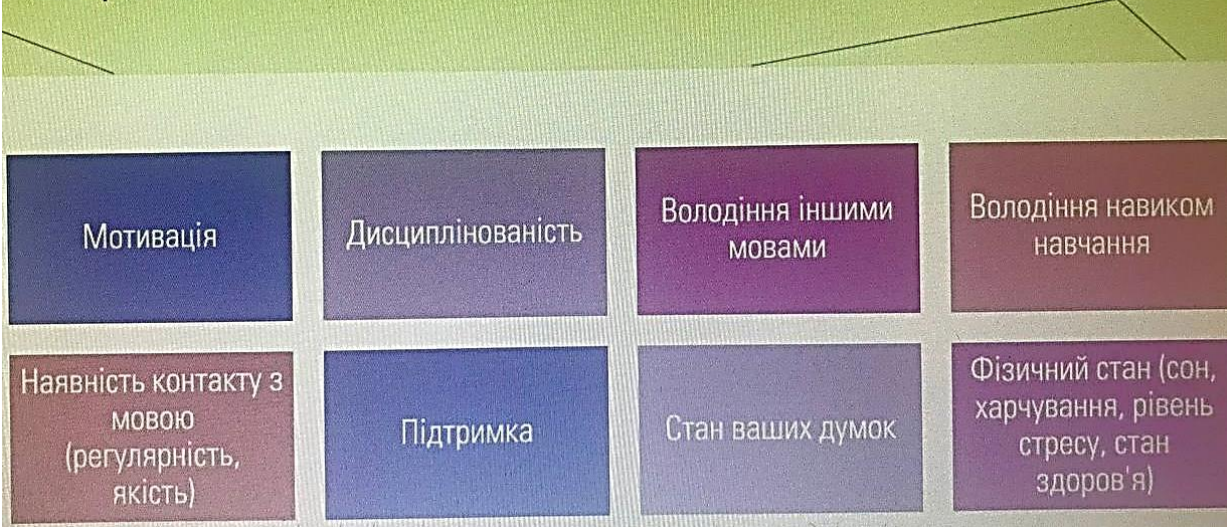 Мотивація
Дисциплінованість
Володіння іншими
мовами
Володіння навиком
навчання
Наявність контакту з
мовою
(регулярність,
якість)
Підтримка
Стан ваших думок
Фізичний стан (сон,
харчування, рівень
стресу, стан
здоров'я)